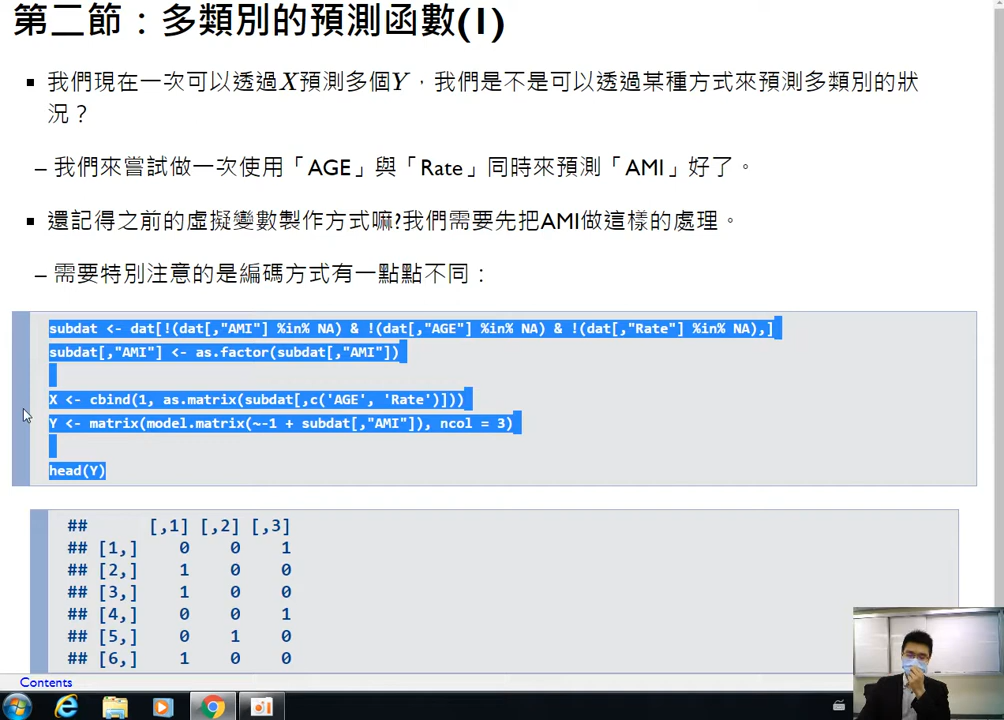 第二節：多類別的預測函數(1)
▪ 我們現在一次可以透過X預測多個Y，我們是不是可以透過某種方式來預測多類別的狀
況？
– 我們來嘗試做一次使用「AGE」與「Rate」同時來預測「AMI」好了。
▪ 還記得之前的虛擬變數製作方式嘛?我們需要先把AMI做這樣的處理。
– 需要特別注意的是編碼方式有一點點不同：
subdat <- dat[!(dat[,"AMI"] %in% NA) & !(dat[,"AGE"] %in% NA) & !(dat[,"Rate"] %in% NA),]
subdat[,"AMI"] <- as.factor(subdat[,"AMI"])
X <- cbind(1, as.matrix(subdat[,c('AGE', 'Rate')]))
Y <- matrix(model.matrix(~-1 + subdat[,"AMI"]), ncol = 3)
head(Y)
## [,1] [,2] [,3]
## [1,] 0 0 1
## [2,] 1 0 0
## [3,] 1 0 0
## [4,] 0 0 1
## [5,] 0 1 0
## [6,] 1 0 0
Contents